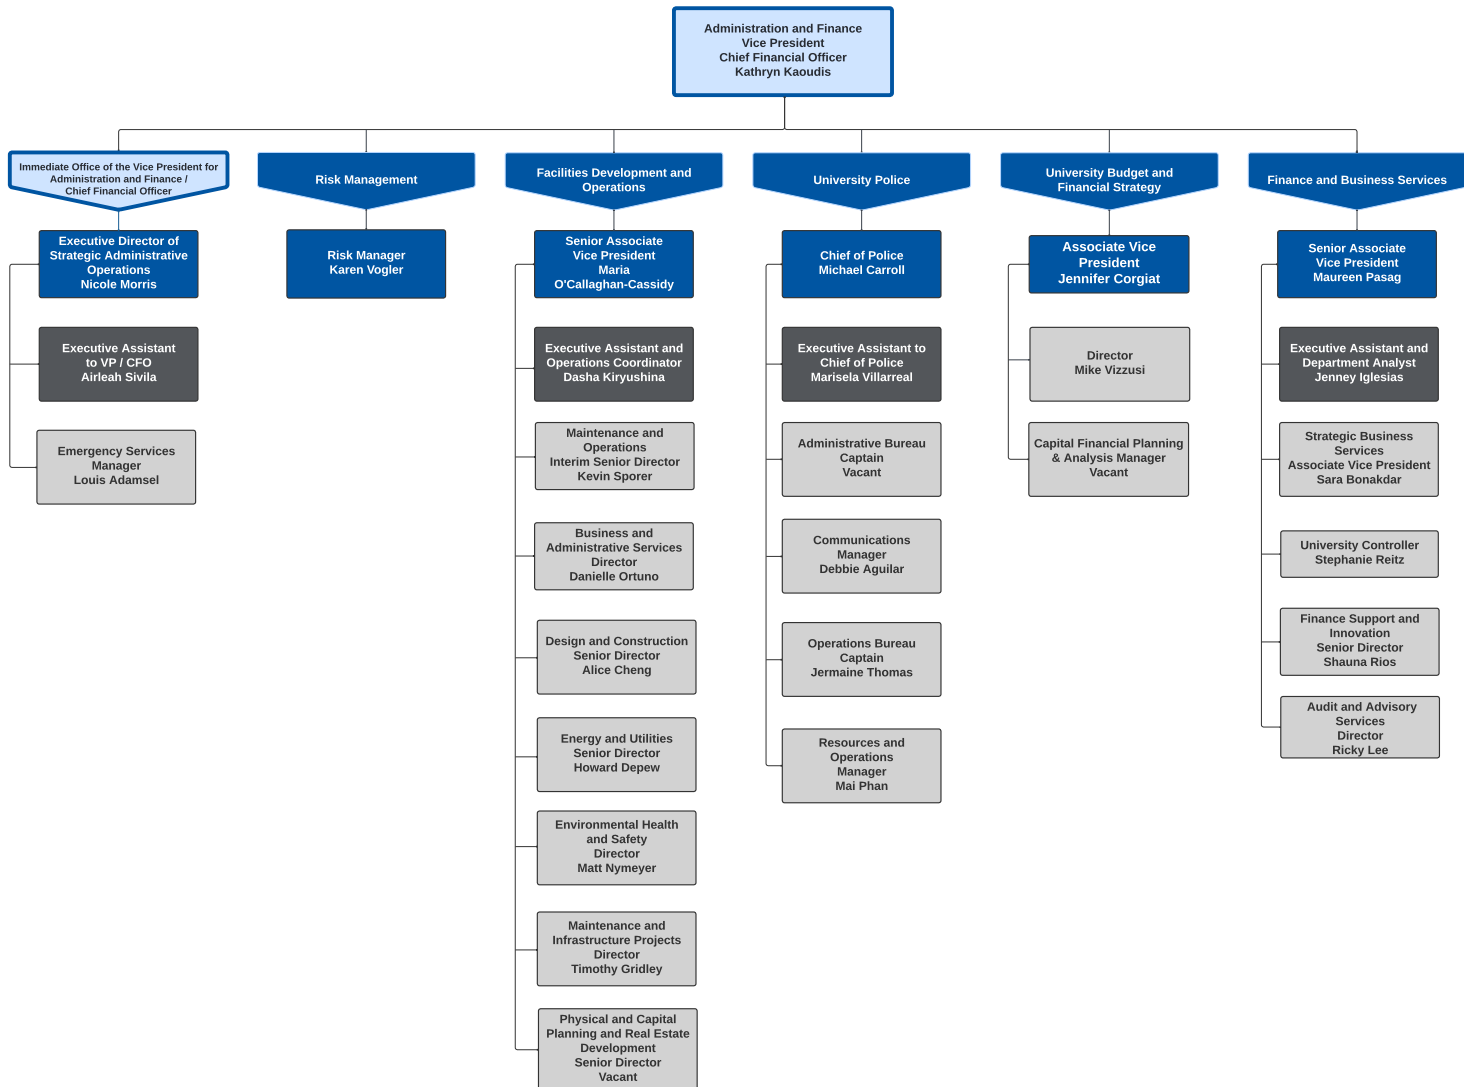 Administration and Finance
Vice President
Chief Financial Officer
Kathryn Kaoudis
Immediate Office of the Vice President for
Administration and Finance /
Chief Financial Officer
Executive Director of
Strategic Administrative
Operations
Nicole Morris
Executive Assistant
to VP / CFO
Airleah Sivila
Emergency Services
Manager
Louis Adamsel
Risk Management
Risk Manager
Karen Vogler
Facilities Development and
Operations
Senior Associate
Vice President
Maria
O'Callaghan-Cassidy
Executive Assistant and
Operations Coordinator
Dasha Kiryushina
Maintenance and
Operations
Interim Senior Director
Kevin Sporer
Business and
Administrative Services
Director
Danielle Ortuno
Design and Construction
Senior Director
Alice Cheng
Energy and Utilities
Senior Director
Howard Depew
Environmental Health
and Safety
Director
Matt Nymeyer
Maintenance and
Infrastructure Projects
Director
Timothy Gridley
Physical and Capital
Planning and Real Estate
Development
Senior Director
Vacant
University Police
Chief of Police
Michael Carroll
Executive Assistant to
Chief of Police
Marisela Villarreal
Administrative Bureau
Captain
Vacant
Communications
Manager
Debbie Aguilar
Operations Bureau
Captain
Jermaine Thomas
Resources and
Operations
Manager
Mai Phan
University Budget and
Financial Strategy
Associate Vice
President
Jennifer Corgiat
Director
Mike Vizzusi
Capital Financial Planning
& Analysis Manager
Vacant
Finance and Business Services
Senior Associate
Vice President
Maureen Pasag
Executive Assistant and
Department Analyst
Jenney Iglesias
Strategic Business
Services
Associate Vice President
Sara Bonakdar
University Controller
Stephanie Reitz
Finance Support and
Innovation
Senior Director
Shauna Rios
Audit and Advisory
Services
Director
Ricky Lee